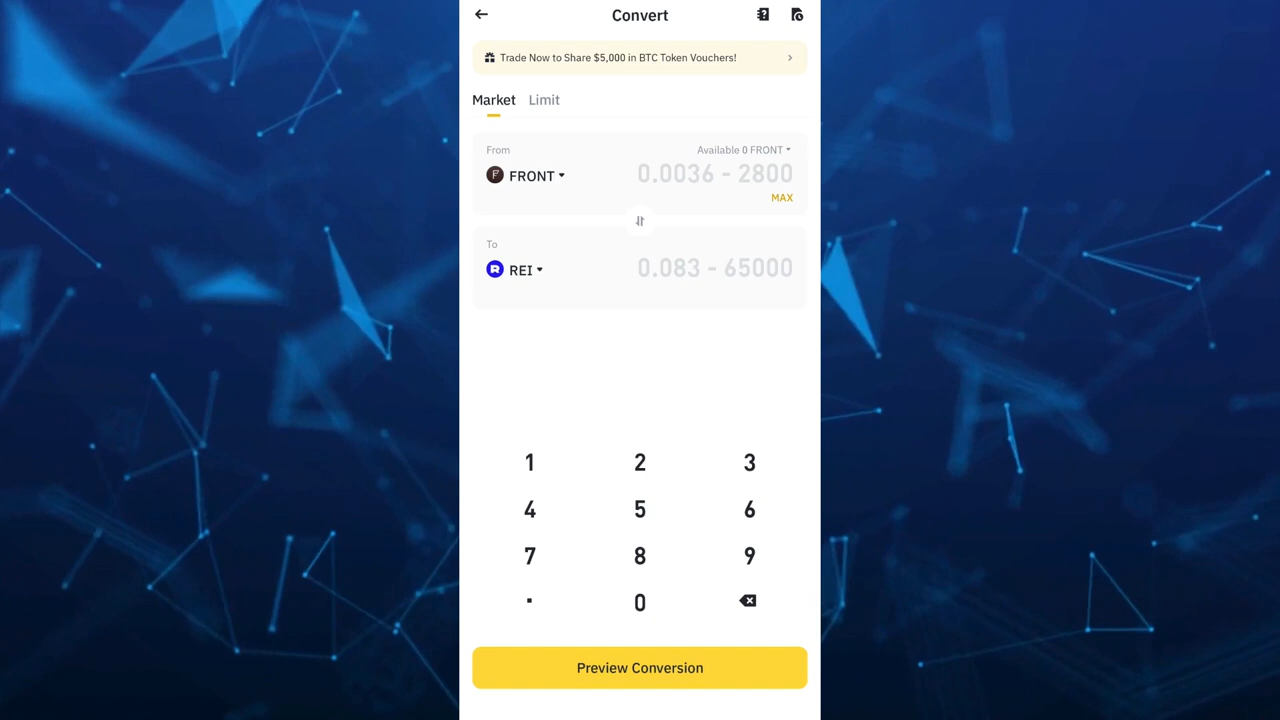 Convert
Trade Now to Share $5,000 in BTC Token Vouchers!
Market Limit
From Available 0 FRONT
FRONT 0.0036 - 2800
MAX
To
REI 0.083 - 65000
1 2 3
4 5 6
7 8 9
. 0
Preview Conversion